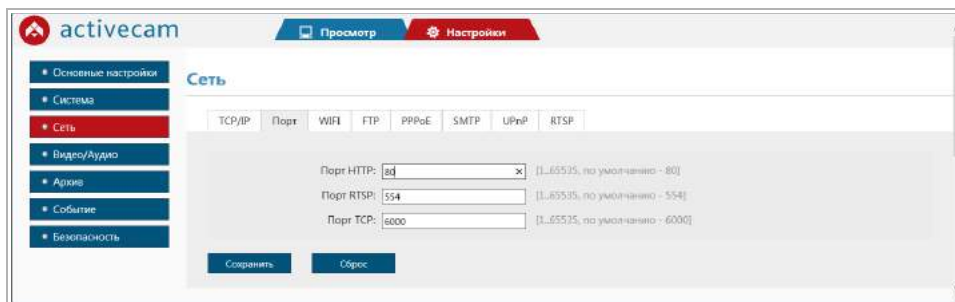 activecam
Просмотр
Настройки
Основные настройки
Система
Сеть
Видео/Аудио
Архив
Событие
Безопасность
Сеть
TCP/IP Порт WIFI FTP PPPoE SMTP UPnP RTSP
Порт HTTP: 80 × [1..65535, по умолчанию - 80]
Порт RTSP: 554 [1..65535, по умолчанию - 554]
Порт TCP: 6000 [1..65535, по умолчанию - 6000]
Сохранить Сброс